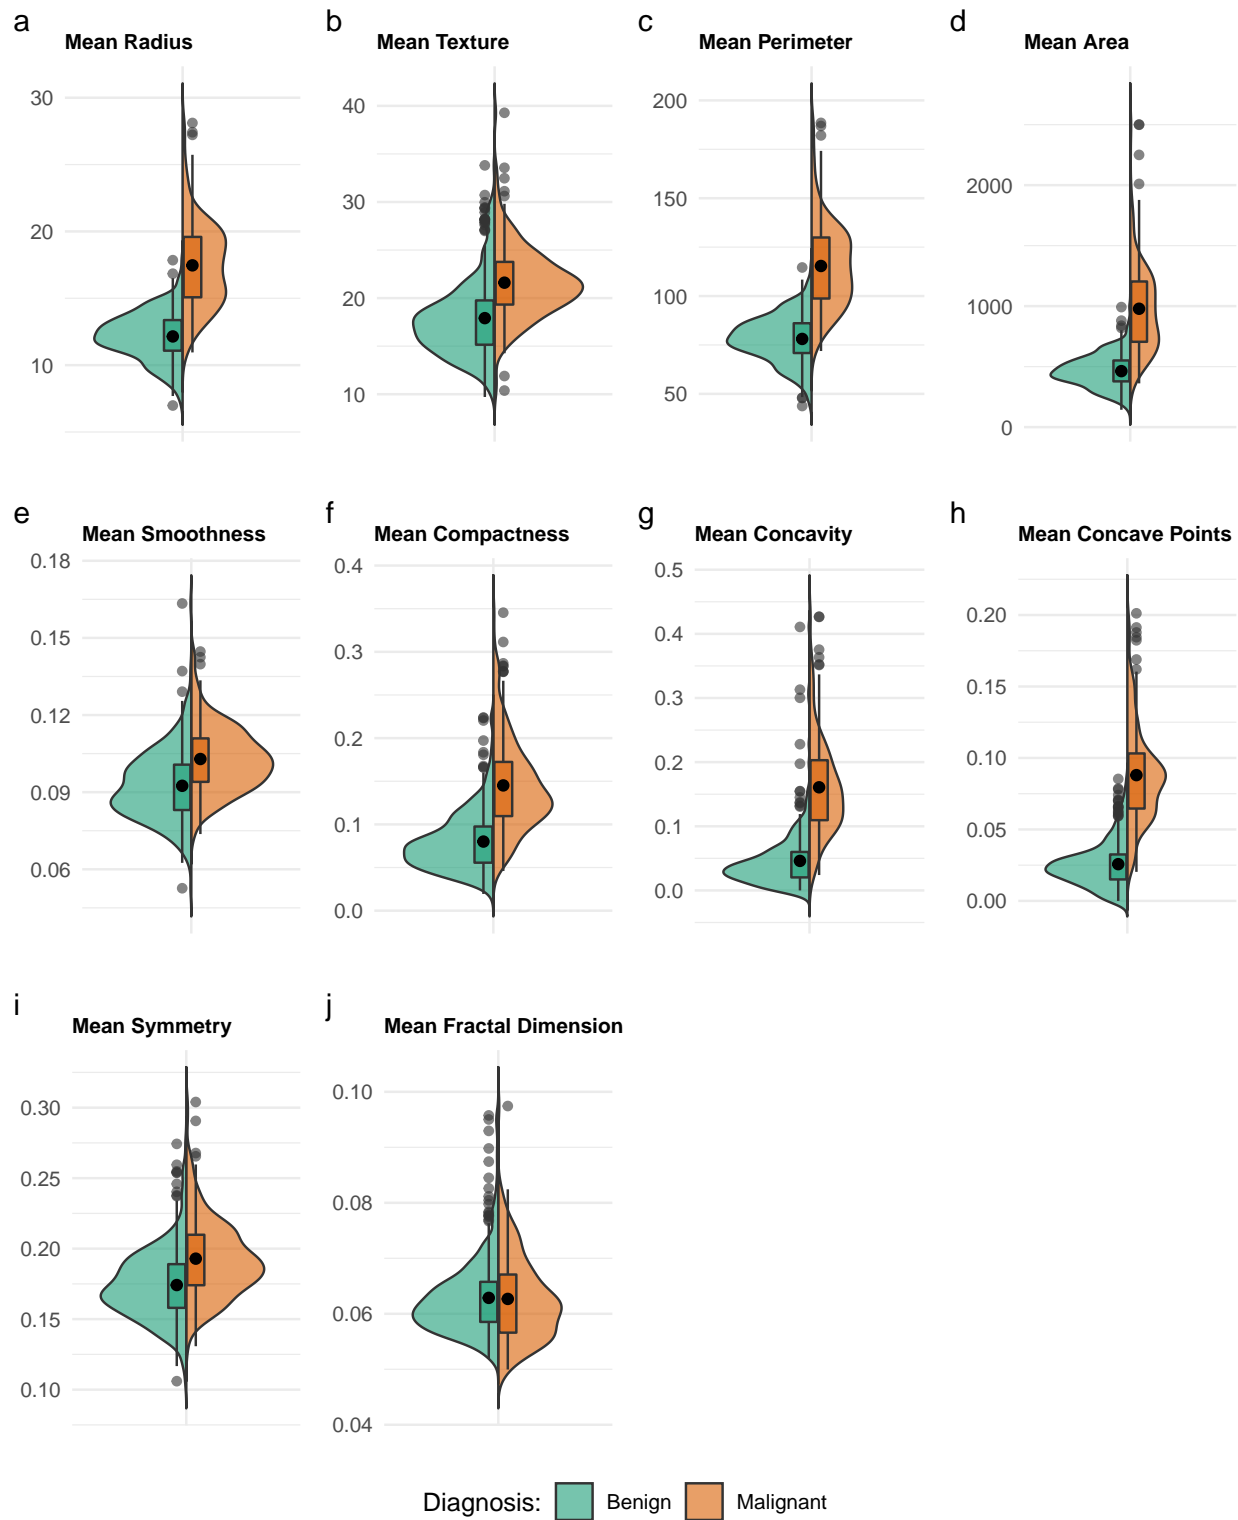 a
Mean Radius
30
20
10
b
Mean Texture
40
30
20
10
c
Mean Perimeter
200
150
100
50
d
Mean Area
2000
1000
0
e
Mean Smoothness
0.18
0.15
0.12
0.09
0.06
f
Mean Compactness
0.4
0.3
0.2
0.1
0.0
g
Mean Concavity
0.5
0.4
0.3
0.2
0.1
0.0
h
Mean Concave Points
0.20
0.15
0.10
0.05
0.00
i
Mean Symmetry
0.30
0.25
0.20
0.15
0.10
j
Mean Fractal Dimension
0.10
0.08
0.06
0.04
Diagnosis: Benign Malignant